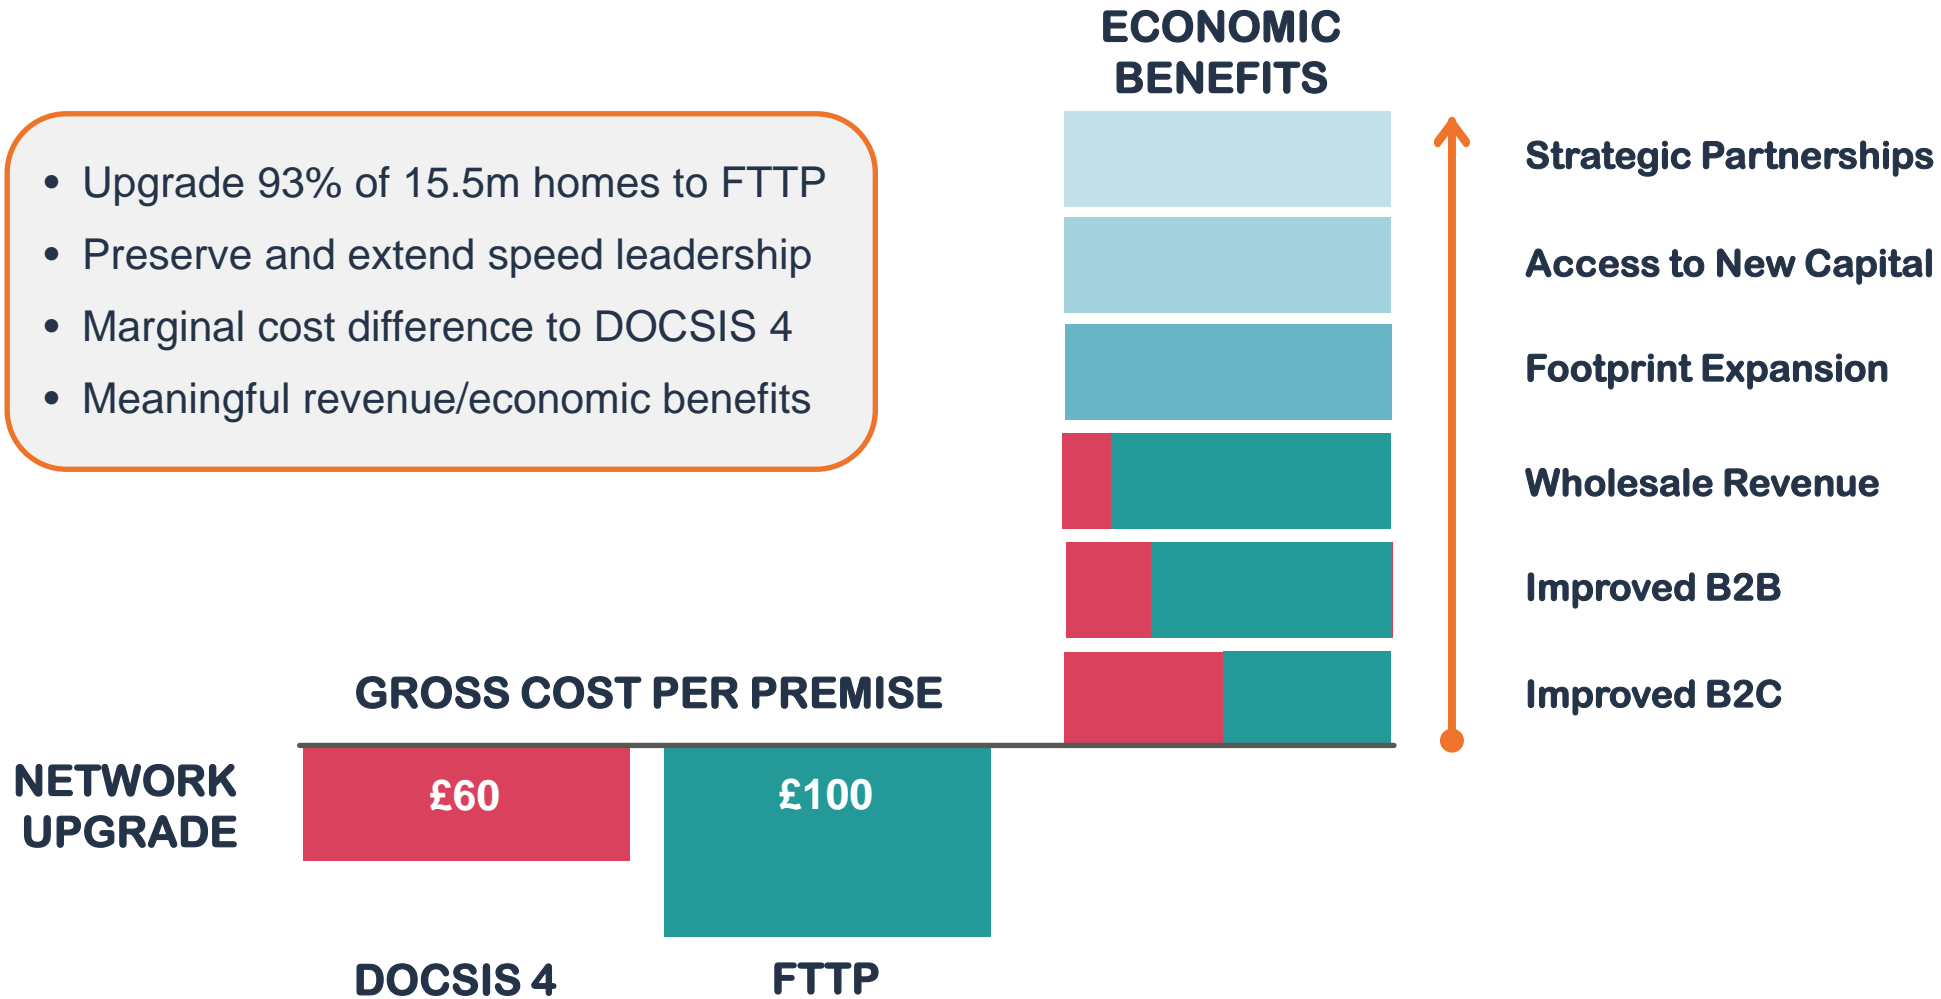 ECONOMIC
BENEFITS
• Upgrade 93% of 15.5m homes to FTTP
• Preserve and extend speed leadership
• Marginal cost difference to DOCSIS 4
• Meaningful revenue/economic benefits
Strategic Partnerships
Access to New Capital
Footprint Expansion
Wholesale Revenue
Improved B2B
Improved B2C
GROSS COST PER PREMISE
NETWORK
UPGRADE
£60
£100
DOCSIS 4
FTTP